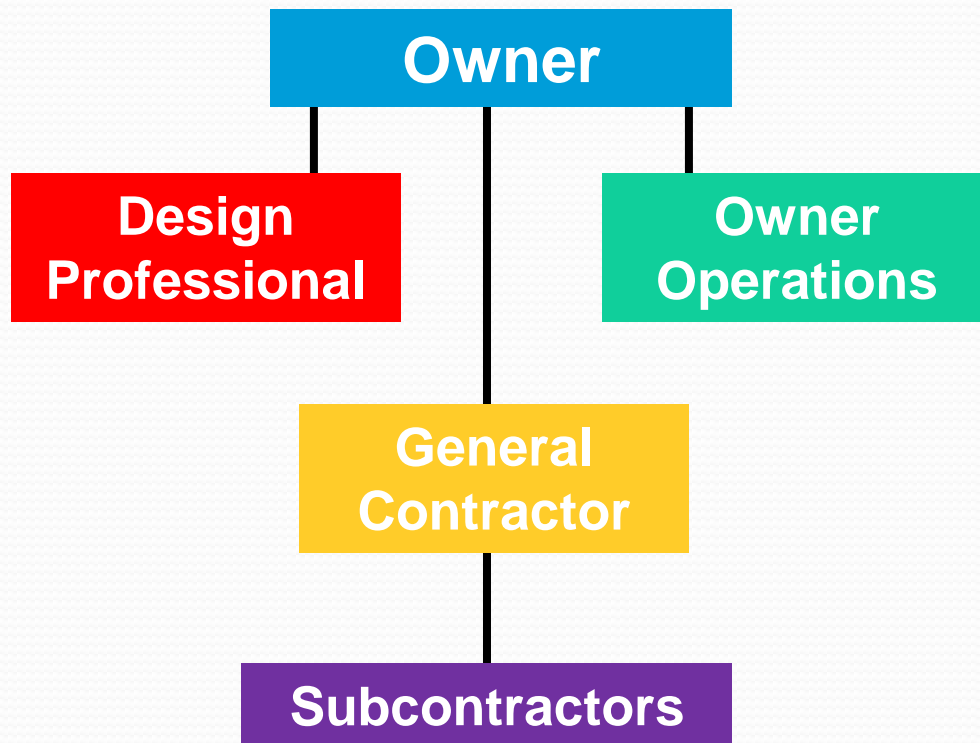 Owner
Design
Professional
Owner
Operations
General
Contractor
Subcontractors